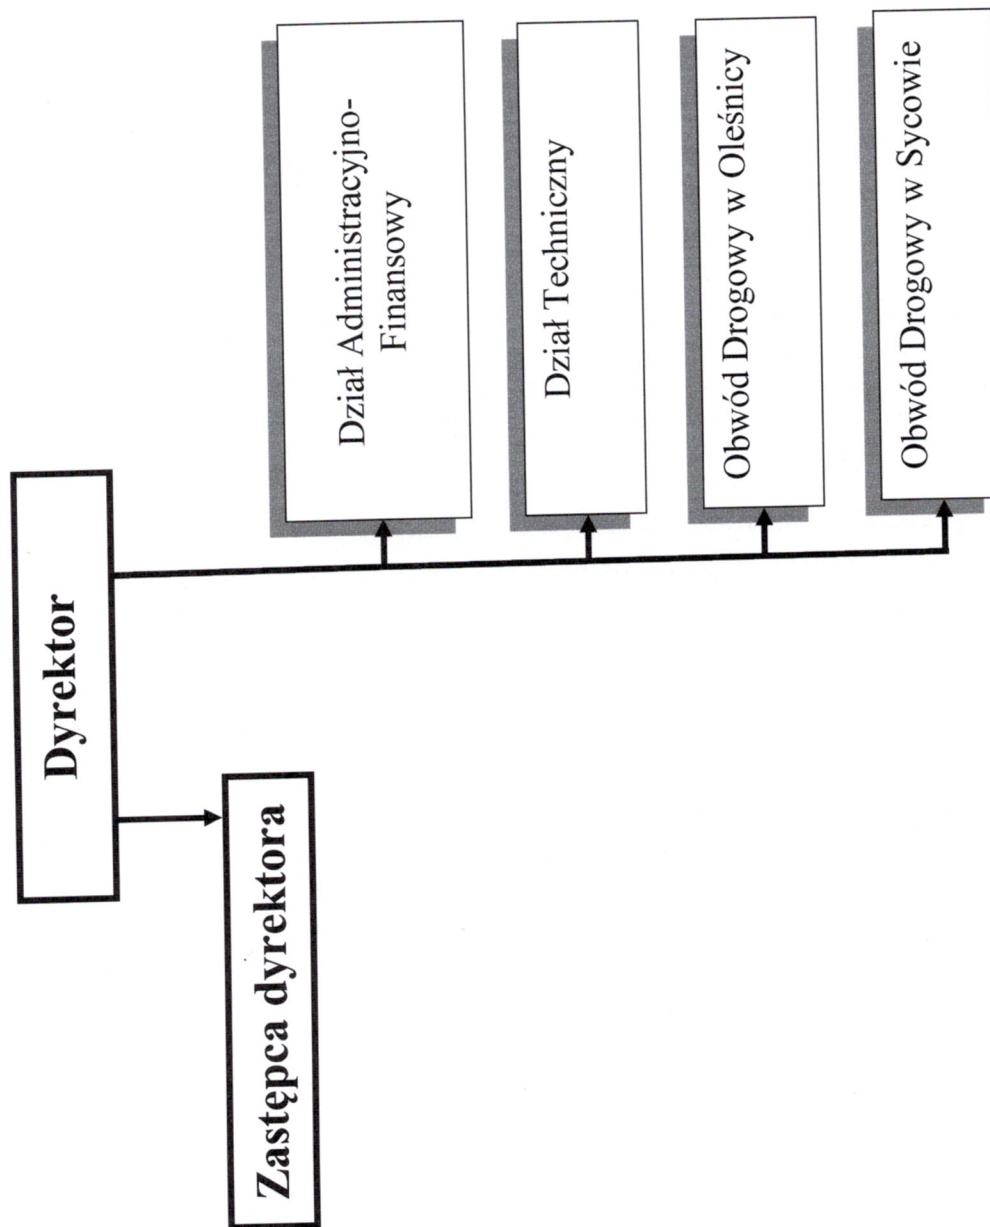 Dyrektor
Zastępca dyrektora
Dział Administracyjno-
Finansowy
Dział Techniczny
Obwód Drogowy w Oleśnicy
Obwód Drogowy w Sycowie